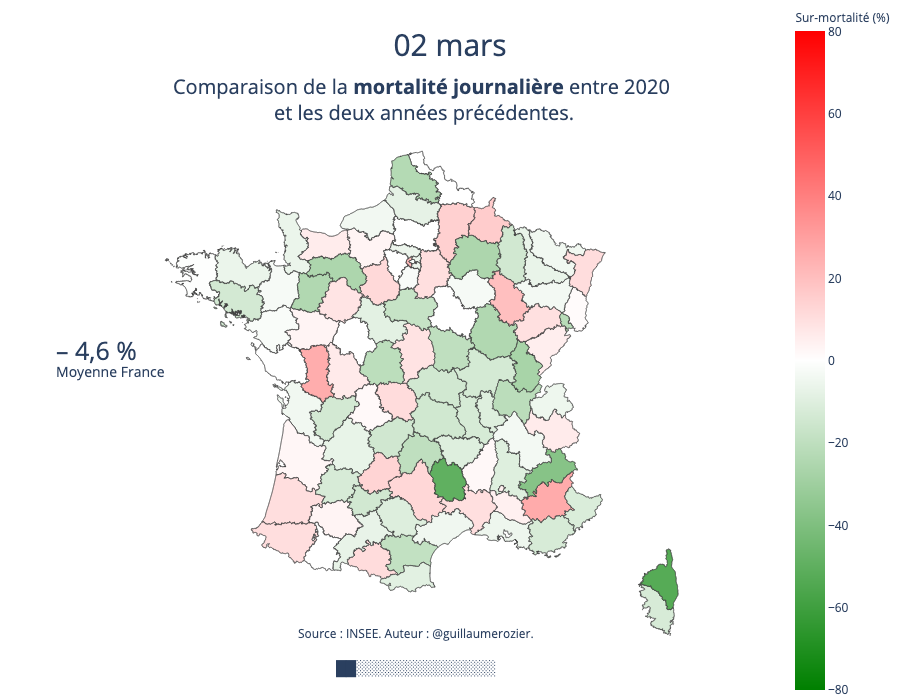 Sur-mortalité (%)
02 mars
Comparaison de la mortalité journalière entre 2020
et les deux années précédentes.
80
60
40
20
0
−20
−40
−60
−80
– 4,6 %
Moyenne France
Source : INSEE. Auteur : @guillaumerozier.